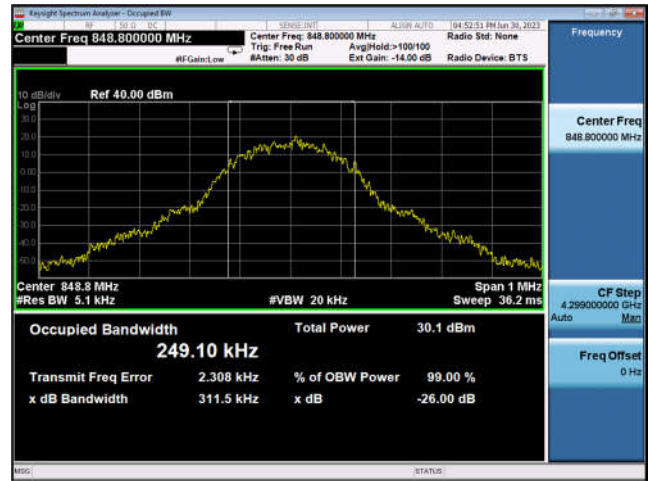 Keysight Spectrum Analyzer - Occupied BW
RF 50 Ω DC SENSE:INT ALIGN AUTO 04:52:51 PM Jun 30, 2023
Center Freq 848.800000 MHz
Center Freq: 848.800000 MHz
Radio Std: None
Trig: Free Run Avg|Hold:>100/100
#IFGain:Low #Atten: 30 dB Ext Gain: -14.00 dB Radio Device: BTS
Frequency
10 dB/div Ref 40.00 dBm
Log
30.0
20.0
10.0
0.00
-10.0
-20.0
-30.0
-40.0
-50.0
Center 848.8 MHz Span 1 MHz
#Res BW 5.1 kHz #VBW 20 kHz Sweep 36.2 ms
Occupied Bandwidth Total Power 30.1 dBm
249.10 kHz
Transmit Freq Error 2.308 kHz % of OBW Power 99.00 %
x dB Bandwidth 311.5 kHz x dB -26.00 dB
Center Freq
848.800000 MHz
CF Step
4.299000000 GHz
Auto Man
Freq Offset
0 Hz
MSG STATUS